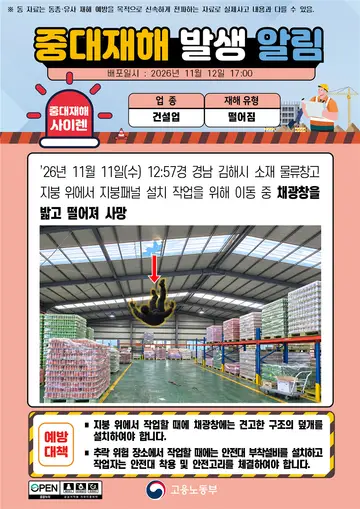 ※ 동 자료는 동종·유사 재해 예방을 목적으로 신속하게 전파하는 자료로 실제사고 내용과 다를 수 있음.
중대재해 발생 알림
배포일시 : 2026년 11월 12일 17:00
중대재해
사이렌
업 종
재해 유형
건설업
떨어짐
'26년 11월 11일(수) 12:57경 경남 김해시 소재 물류창고
지붕 위에서 지붕패널 설치 작업을 위해 이동 중 채광창을
밟고 떨어져 사망
예방
대책
▪ 지붕 위에서 작업할 때에 채광창에는 견고한 구조의 덮개를
설치하여야 합니다.
▪ 추락 위험 장소에서 작업할 때에는 안전대 부착설비를 설치하고
작업자는 안전대 착용 및 안전고리를 체결하여야 합니다.
OPEN
고용노동부